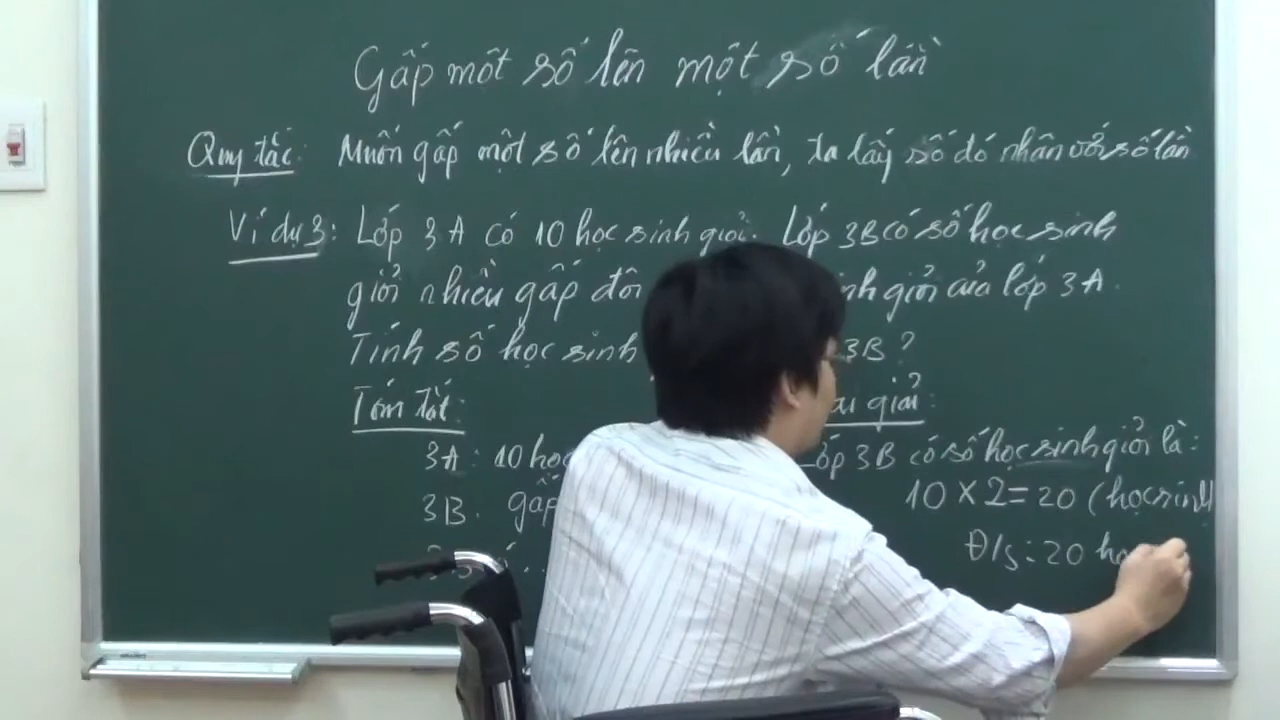 Gấp một số lên một số lần
Quy tắc: Muốn gấp một số lên nhiều lần, ta lấy số đó nhân với số lần
Ví dụ 3: Lớp 3A có 10 học sinh giỏi. Lớp 3B có số học sinh
giỏi nhiều gấp đôi giỏi của lớp 3A.
Tính số học sinh 3B?
Tóm tắt: giải:
3A: 10 học Lớp 3B có số học sinh giỏi là:
3B. gấp 10 x 2 = 20 (học sinh)
Đ/s: 20